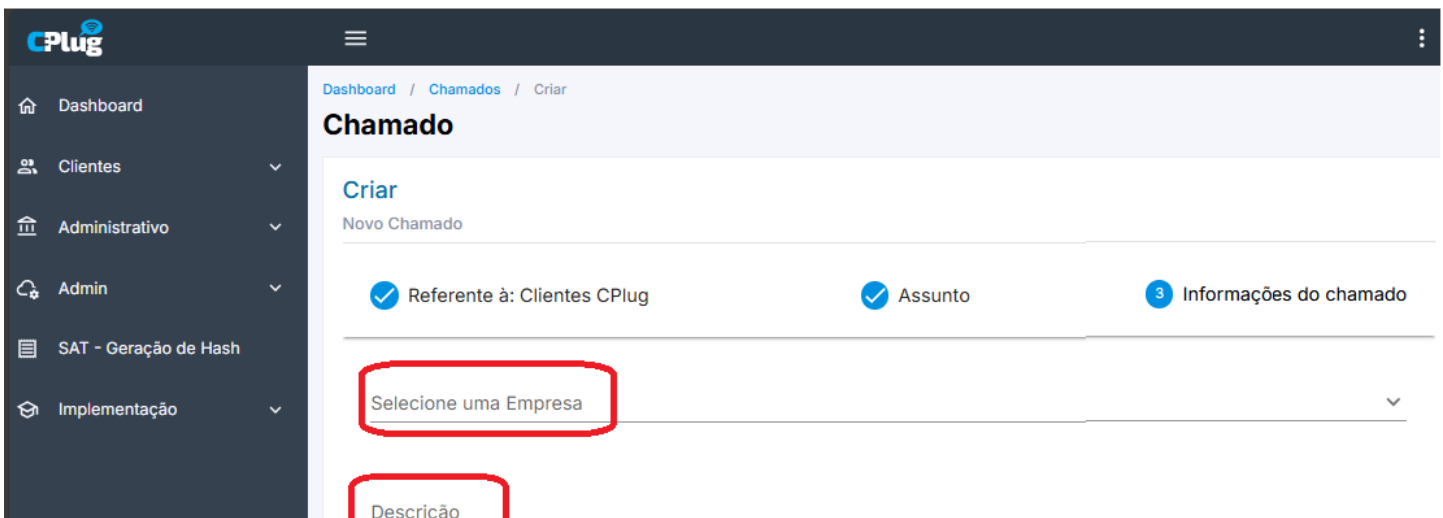 CPlug
Dashboard
Clientes
Administrativo
Admin
SAT - Geração de Hash
Implementação
Dashboard / Chamados / Criar
Chamado
Criar
Novo Chamado
Referente à: Clientes CPlug
Assunto
3 Informações do chamado
Selecione uma Empresa
Descrição